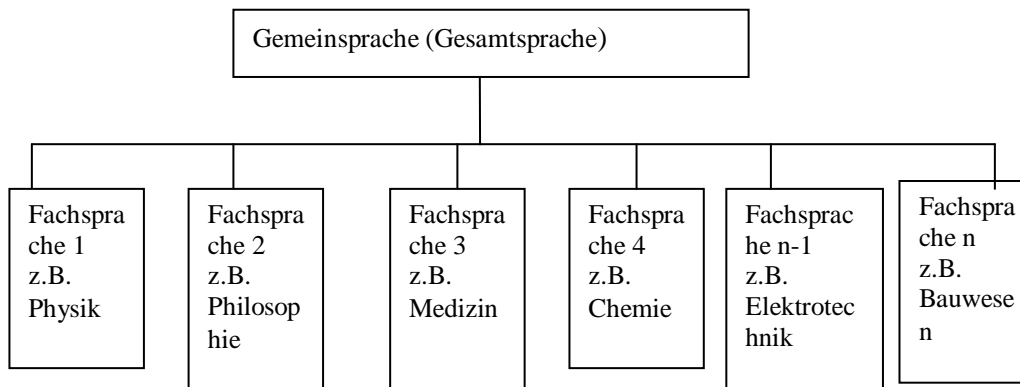 Gemeinsprache (Gesamtsprache)
Fachspra
che 1
z.B.
Physik
Fachspra
che 2
z.B.
Philosop
hie
Fachspra
che 3
z.B.
Medizin
Fachspra
che 4
z.B.
Chemie
Fachsprac
he n-1
z.B.
Elektrotec
hnik
Fachspra
che n
z.B.
Bauwese
n